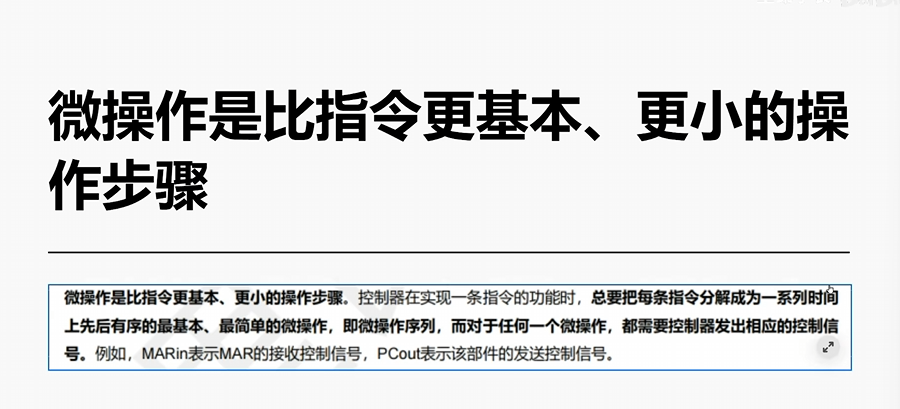 微操作是比指令更基本、更小的操
作步骤
微操作是比指令更基本、更小的操作步骤。控制器在实现一条指令的功能时，总要把每条指令分解成为一系列时间
上先后有序的最基本、最简单的微操作，即微操作序列，而对于任何一个微操作，都需要控制器发出相应的控制信
号。例如，MARin表示MAR的接收控制信号，PCout表示该部件的发送控制信号。